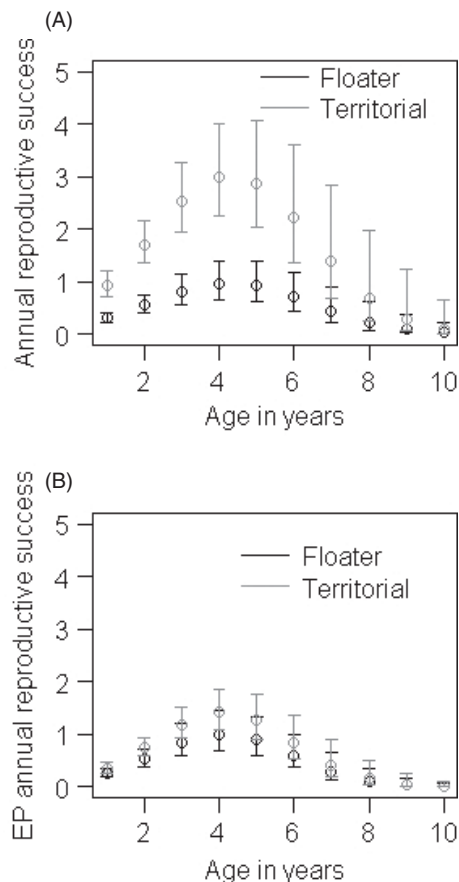 (A)
Annual reproductive success
5
4
3
2
1
0
Floater
Territorial
2 4 6 8 10
Age in years
(B)
EP annual reproductive success
5
4
3
2
1
0
Floater
Territorial
2 4 6 8 10
Age in years